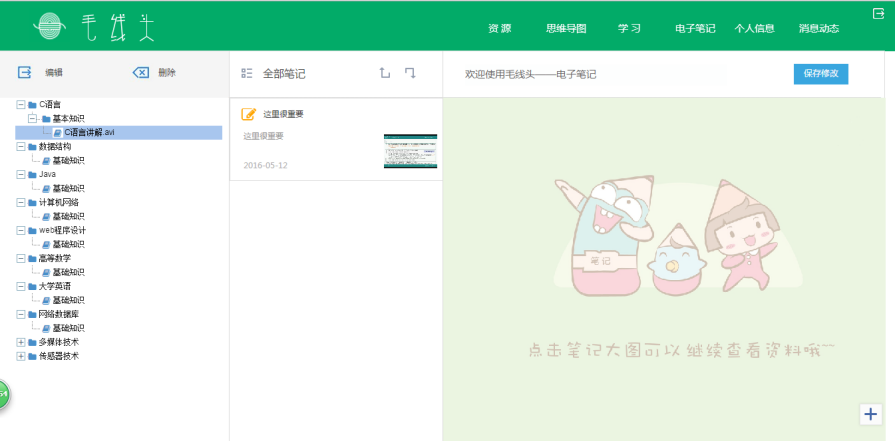 毛线头
资 源 思维导图 学 习 电子笔记 个人信息 消息动态
编辑 删除
C语言
基本知识
C语言讲解.avi
数据结构
基础知识
Java
基础知识
计算机网络
基础知识
web程序设计
基础知识
高等数学
基础知识
大学英语
基础知识
网络数据库
基础知识
多媒体技术
传感器技术
全部笔记
这里很重要
这里很重要
2016-05-12
欢迎使用毛线头——电子笔记
保存修改
笔记
点击笔记大图可以继续查看资料哦~~